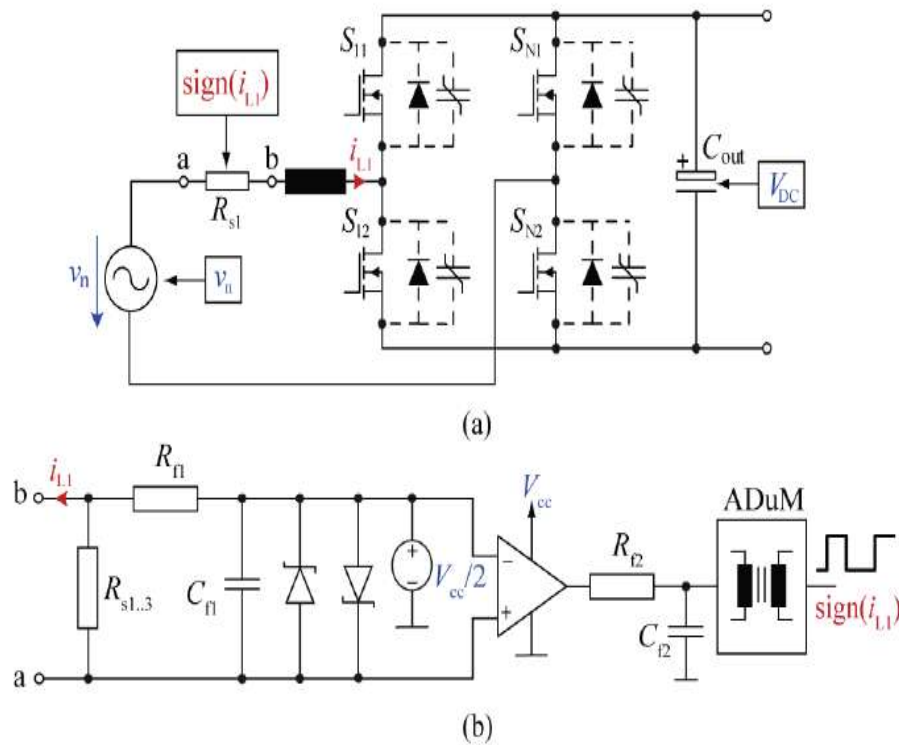 S11
SN1
sign(iL1)
a
b
iL1
Rs1
Cout
+
VDC
S12
SN2
vn
vn
(a)
iL1
Rf1
b
Vcc
ADuM
Rs1..3
Cf1
+
-
Vcc/2
−
+
Rf2
Cf2
sign(iL1)
a
(b)